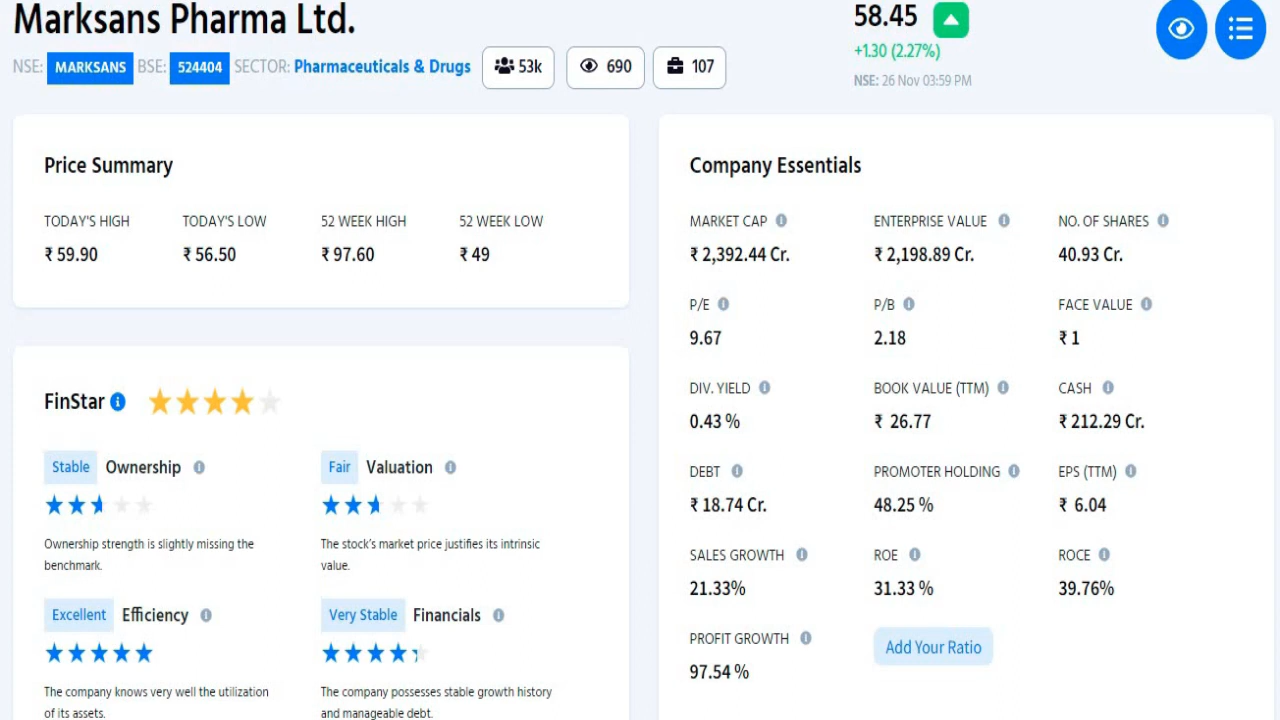 Marksans Pharma Ltd.
NSE: MARKSANS BSE: 524404 SECTOR: Pharmaceuticals & Drugs 53k 690 107
58.45
+1.30 (2.27%)
NSE: 26 Nov 03:59 PM
Price Summary
TODAY'S HIGH TODAY'S LOW 52 WEEK HIGH 52 WEEK LOW
₹ 59.90 ₹ 56.50 ₹ 97.60 ₹ 49
FinStar
Stable Ownership
Ownership strength is slightly missing the
benchmark.
Fair Valuation
The stock's market price justifies its intrinsic
value.
Excellent Efficiency
The company knows very well the utilization
of its assets.
Very Stable Financials
The company possesses stable growth history
and manageable debt.
Company Essentials
MARKET CAP ENTERPRISE VALUE NO. OF SHARES
₹ 2,392.44 Cr. ₹ 2,198.89 Cr. 40.93 Cr.
P/E P/B FACE VALUE
9.67 2.18 ₹ 1
DIV. YIELD BOOK VALUE (TTM) CASH
0.43 % ₹ 26.77 ₹ 212.29 Cr.
DEBT PROMOTER HOLDING EPS (TTM)
₹ 18.74 Cr. 48.25 % ₹ 6.04
SALES GROWTH ROE ROCE
21.33% 31.33 % 39.76%
PROFIT GROWTH
97.54 %
Add Your Ratio